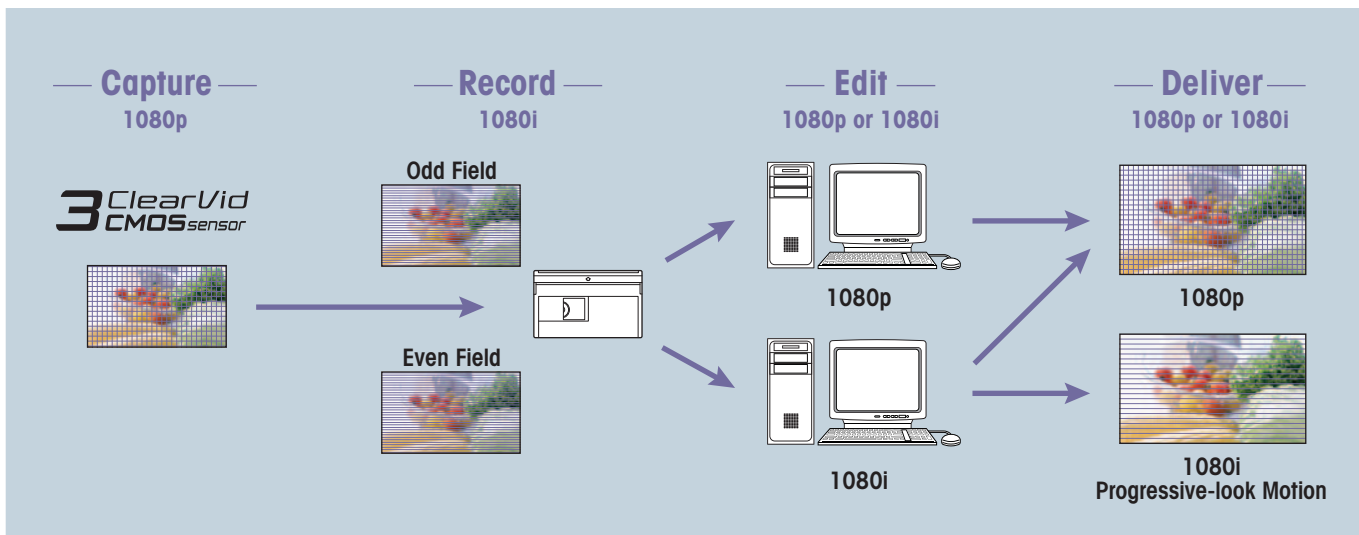 Capture
1080p
3 ClearVid
CMOS sensor
Record
1080i
Odd Field
Even Field
Edit
1080p or 1080i
1080p
1080i
Deliver
1080p or 1080i
1080p
1080i
Progressive-look Motion